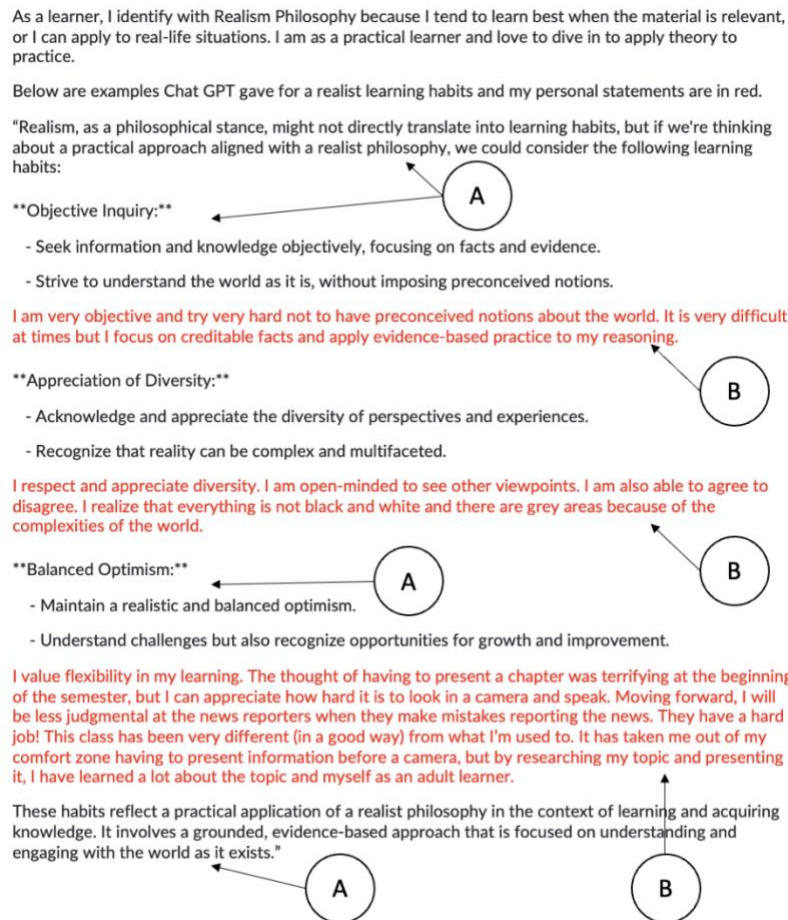 As a learner, I identify with Realism Philosophy because I tend to learn best when the material is relevant,
or I can apply to real-life situations. I am as a practical learner and love to dive in to apply theory to
practice.
Below are examples Chat GPT gave for a realist learning habits and my personal statements are in red.
"Realism, as a philosophical stance, might not directly translate into learning habits, but if we're thinking
about a practical approach aligned with a realist philosophy, we could consider the following learning
habits:
A
**Objective Inquiry:**
- Seek information and knowledge objectively, focusing on facts and evidence.
- Strive to understand the world as it is, without imposing preconceived notions.
I am very objective and try very hard not to have preconceived notions about the world. It is very difficult
at times but I focus on creditable facts and apply evidence-based practice to my reasoning.
B
**Appreciation of Diversity:**
- Acknowledge and appreciate the diversity of perspectives and experiences.
- Recognize that reality can be complex and multifaceted.
I respect and appreciate diversity. I am open-minded to see other viewpoints. I am also able to agree to
disagree. I realize that everything is not black and white and there are grey areas because of the
complexities of the world.
**Balanced Optimism:**
A
B
- Maintain a realistic and balanced optimism.
- Understand challenges but also recognize opportunities for growth and improvement.
I value flexibility in my learning. The thought of having to present a chapter was terrifying at the beginning
of the semester, but I can appreciate how hard it is to look in a camera and speak. Moving forward, I will
be less judgmental at the news reporters when they make mistakes reporting the news. They have a hard
job! This class has been very different (in a good way) from what I'm used to. It has taken me out of my
comfort zone having to present information before a camera, but by researching my topic and presenting
it, I have learned a lot about the topic and myself as an adult learner.
These habits reflect a practical application of a realist philosophy in the context of learning and acquiring
knowledge. It involves a grounded, evidence-based approach that is focused on understanding and
engaging with the world as it exists."
A
B